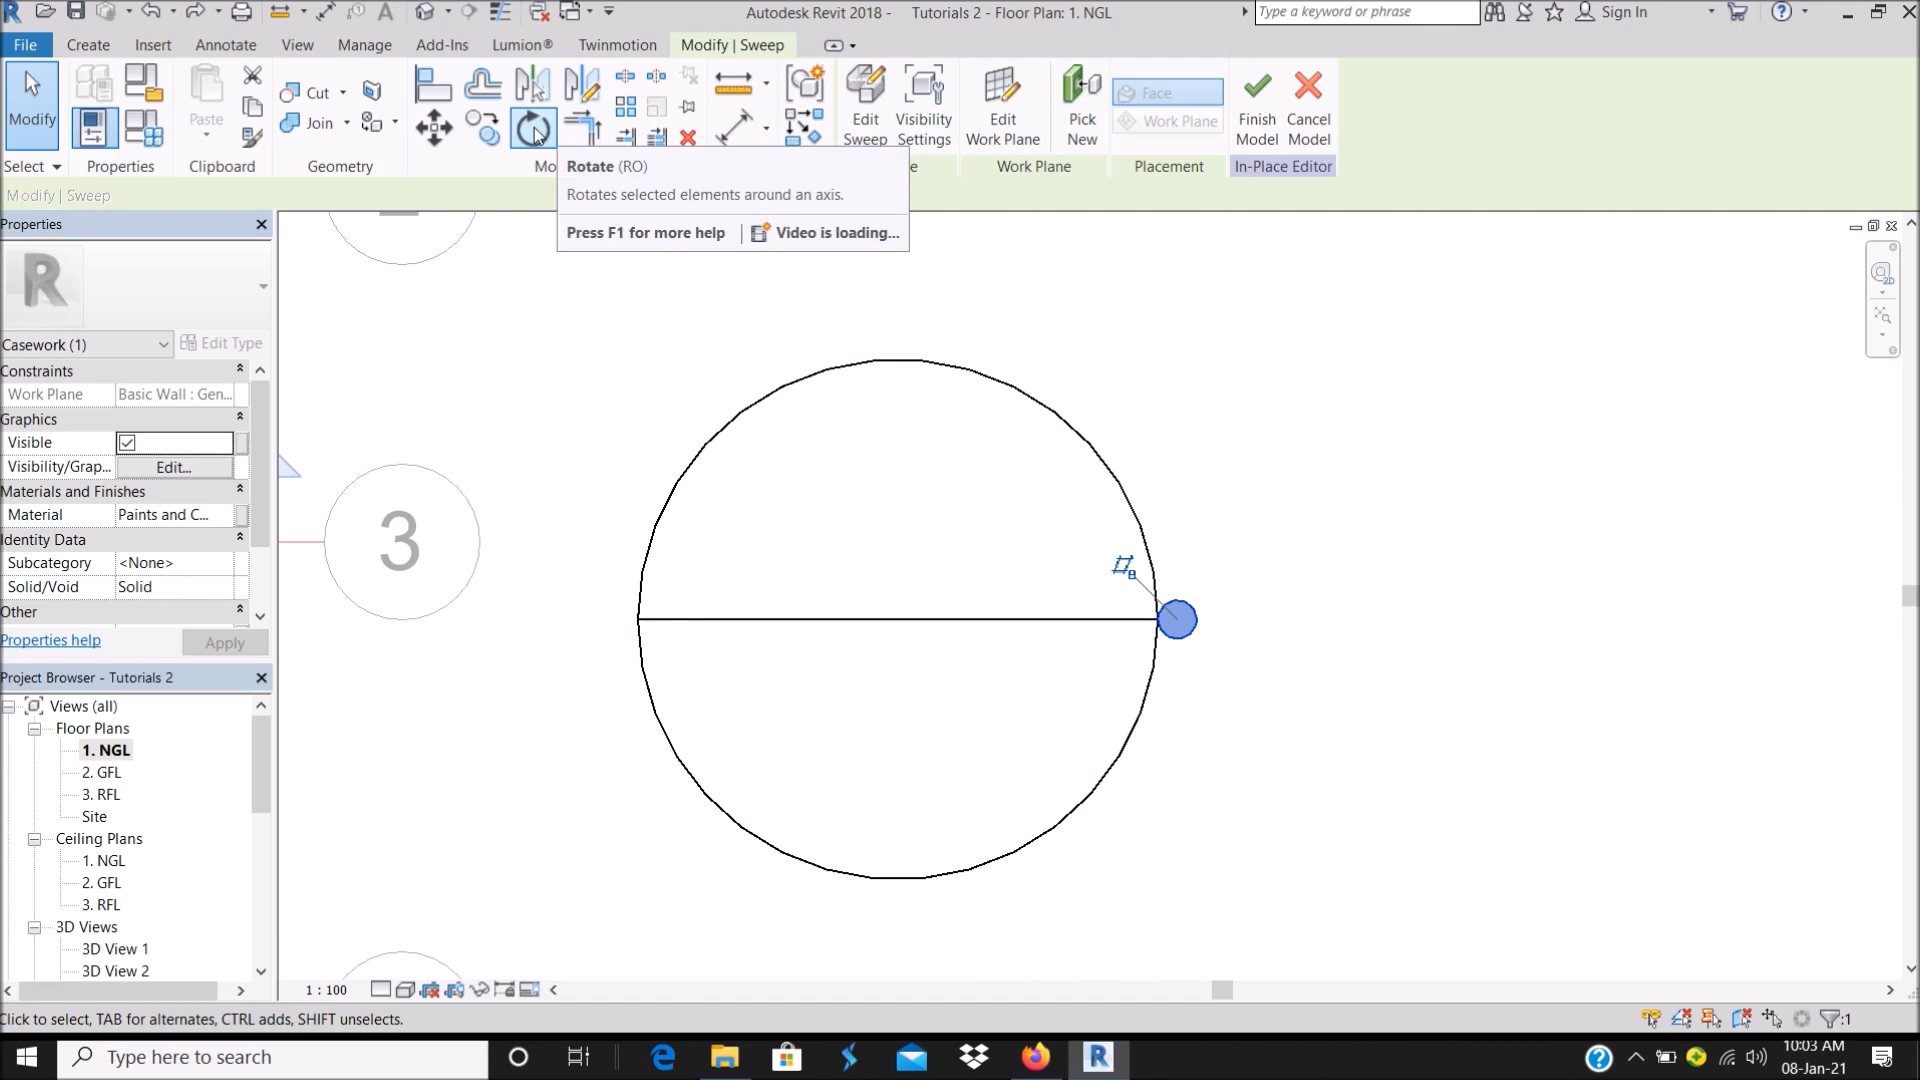 Autodesk Revit 2018 - Tutorials 2 - Floor Plan: 1. NGL
Type a keyword or phrase
Sign In
File Create Insert Annotate View Manage Add-Ins Lumion® Twinmotion Modify | Sweep
Modify
Paste
Cut
Join
Edit Sweep
Visibility Settings
Edit Work Plane
Pick New
Face
Work Plane
Finish Model
Cancel Model
Select Properties Clipboard Geometry Mo e Work Plane Placement In-Place Editor
Rotate (RO)
Rotates selected elements around an axis.
Press F1 for more help
Video is loading...
Modify | Sweep
Properties
R
Casework (1)
Edit Type
Constraints
Work Plane Basic Wall : Gen...
Graphics
Visible
Visibility/Grap... Edit...
Materials and Finishes
Material Paints and C...
Identity Data
Subcategory <None>
Solid/Void Solid
Other
Properties help
Apply
Project Browser - Tutorials 2
Views (all)
Floor Plans
1. NGL
2. GFL
3. RFL
Site
Ceiling Plans
1. NGL
2. GFL
3. RFL
3D Views
3D View 1
3D View 2
3
2D
1 : 100
Click to select, TAB for alternates, CTRL adds, SHIFT unselects.
:1
Type here to search
10:03 AM
08-Jan-21